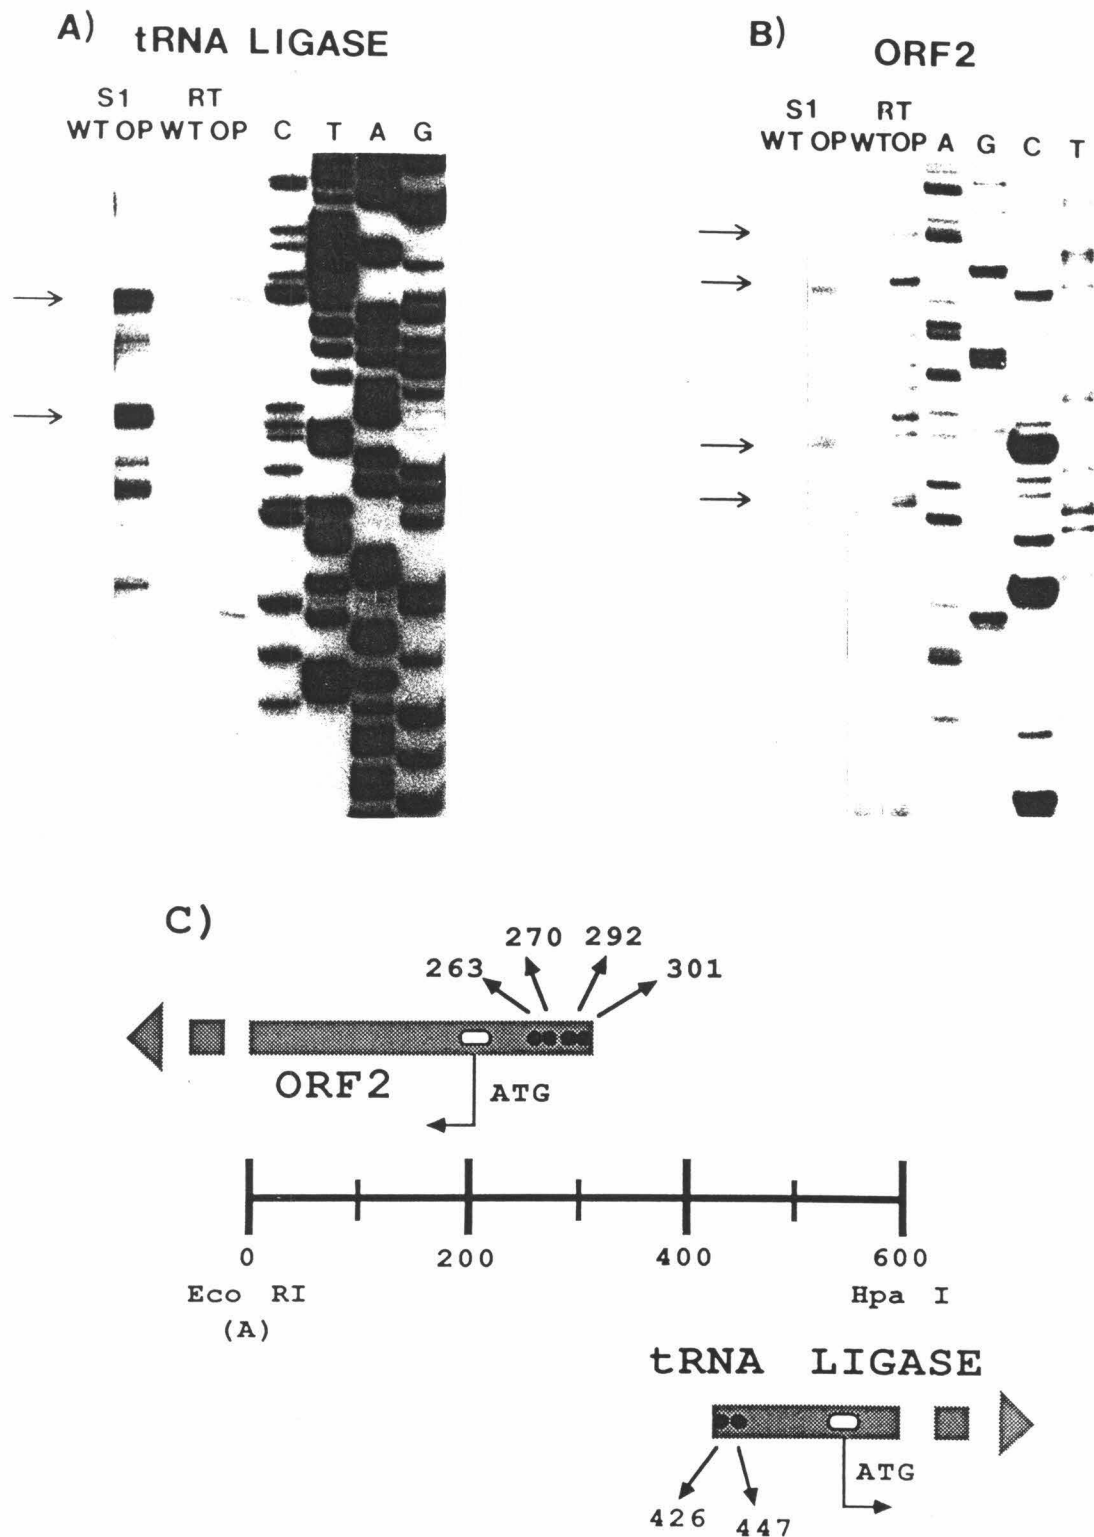 A) tRNA LIGASE
S1 RT
WT OP WT OP C T A G
B) ORF2
S1 RT
WT OP WT OP A G C T
C)
270 292
263 301
ORF2
ATG
0 200 400 600
Eco RI Hpa I
(A)
tRNA LIGASE
ATG
426 447